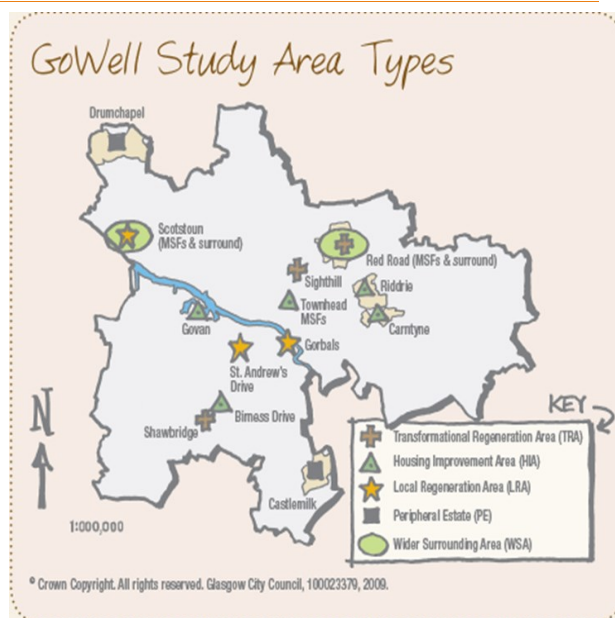 GoWell Study Area Types
Drumchapel
Scotstoun
(MSFs & surround)
Red Road (MSFs & surround)
Sighthill
Riddrie
Townhead
MSFs
Govan
Carntyne
Gorbals
St. Andrew's
Drive
Birness Drive
Shawbridge
Castlemilk
N
1:000,000
KEY
Transformational Regeneration Area (TRA)
Housing Improvement Area (HIA)
Local Regeneration Area (LRA)
Peripheral Estate (PE)
Wider Surrounding Area (WSA)
© Crown Copyright. All rights reserved. Glasgow City Council, 100023379, 2009.